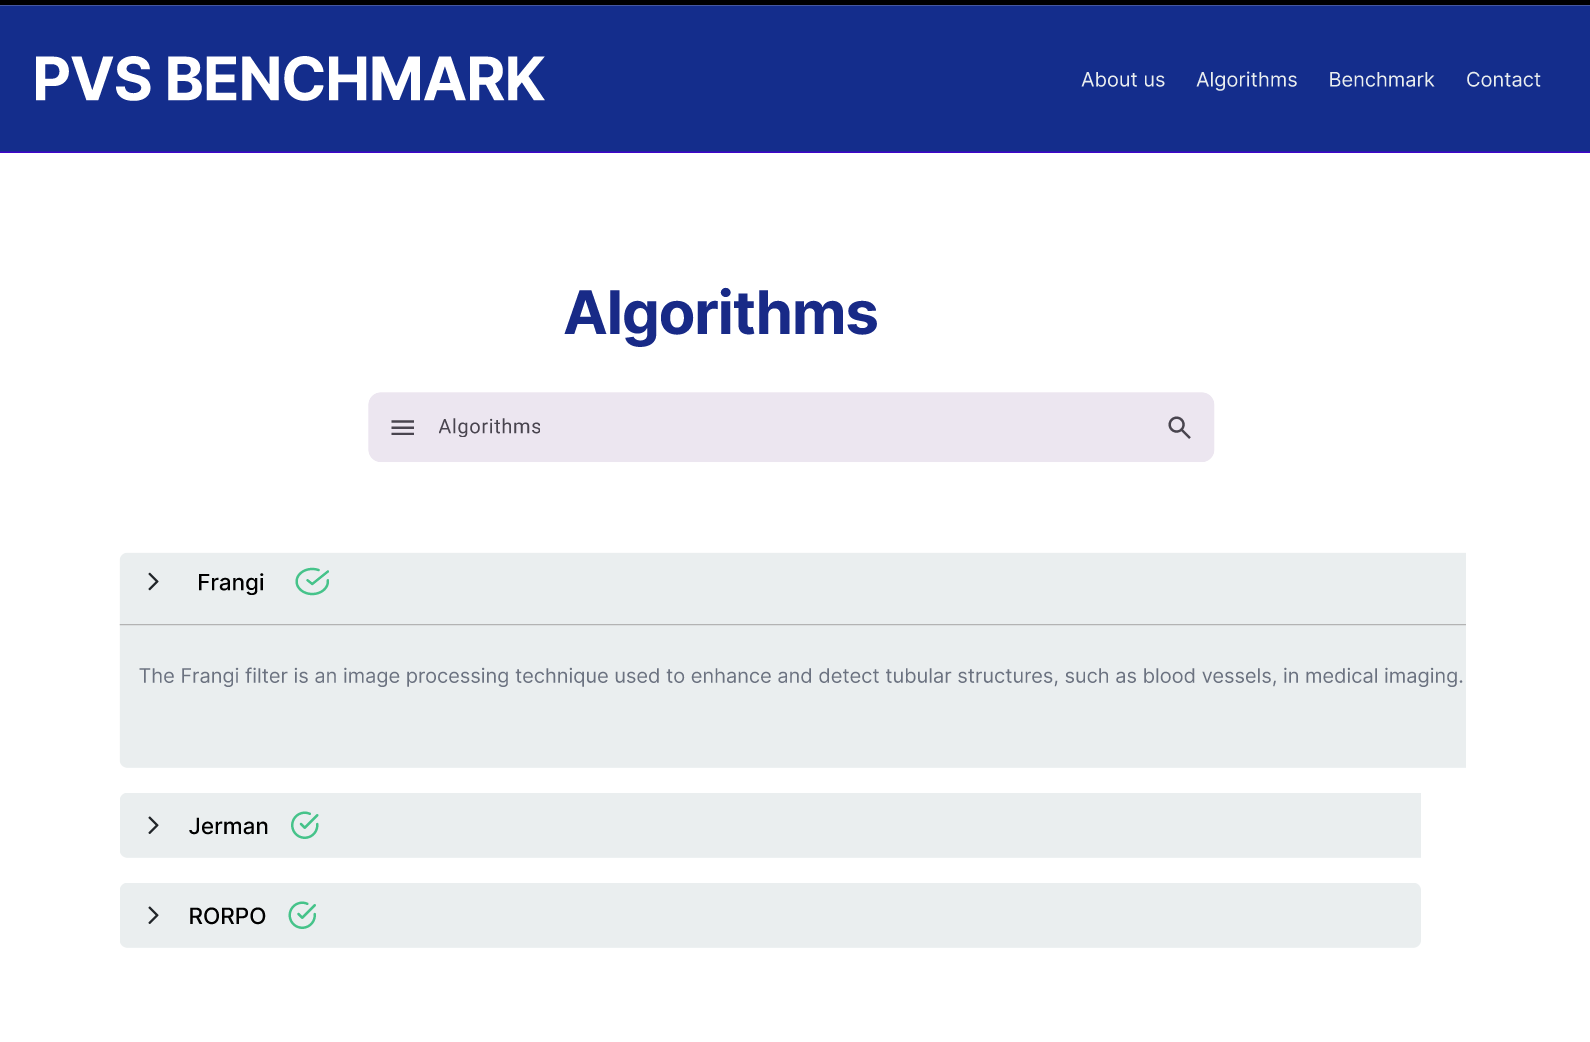 PVS BENCHMARK
About us Algorithms Benchmark Contact
Algorithms
Algorithms
Frangi
The Frangi filter is an image processing technique used to enhance and detect tubular structures, such as blood vessels, in medical imaging.
Jerman
RORPO